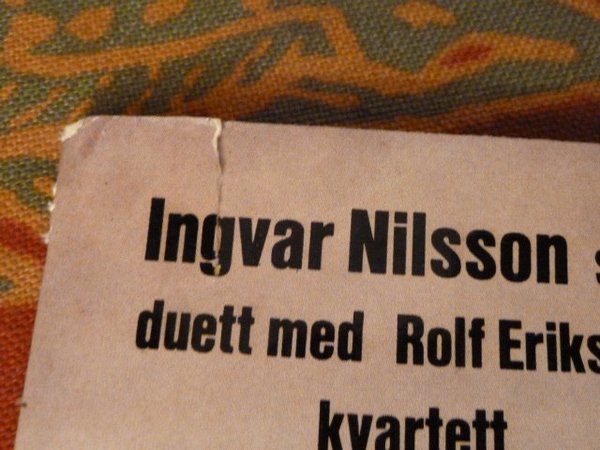 Ingvar Nilsson
duett med Rolf Eriks
kvartett